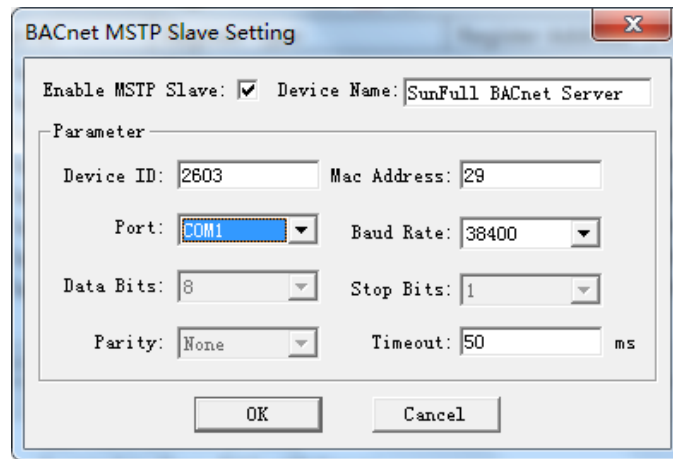 BACnet MSTP Slave Setting
Enable MSTP Slave: Device Name: SunFull BACnet Server
Parameter
Device ID: 2603 Mac Address: 29
Port: COM1 Baud Rate: 38400
Data Bits: 8 Stop Bits: 1
Parity: None Timeout: 50 ms
OK Cancel